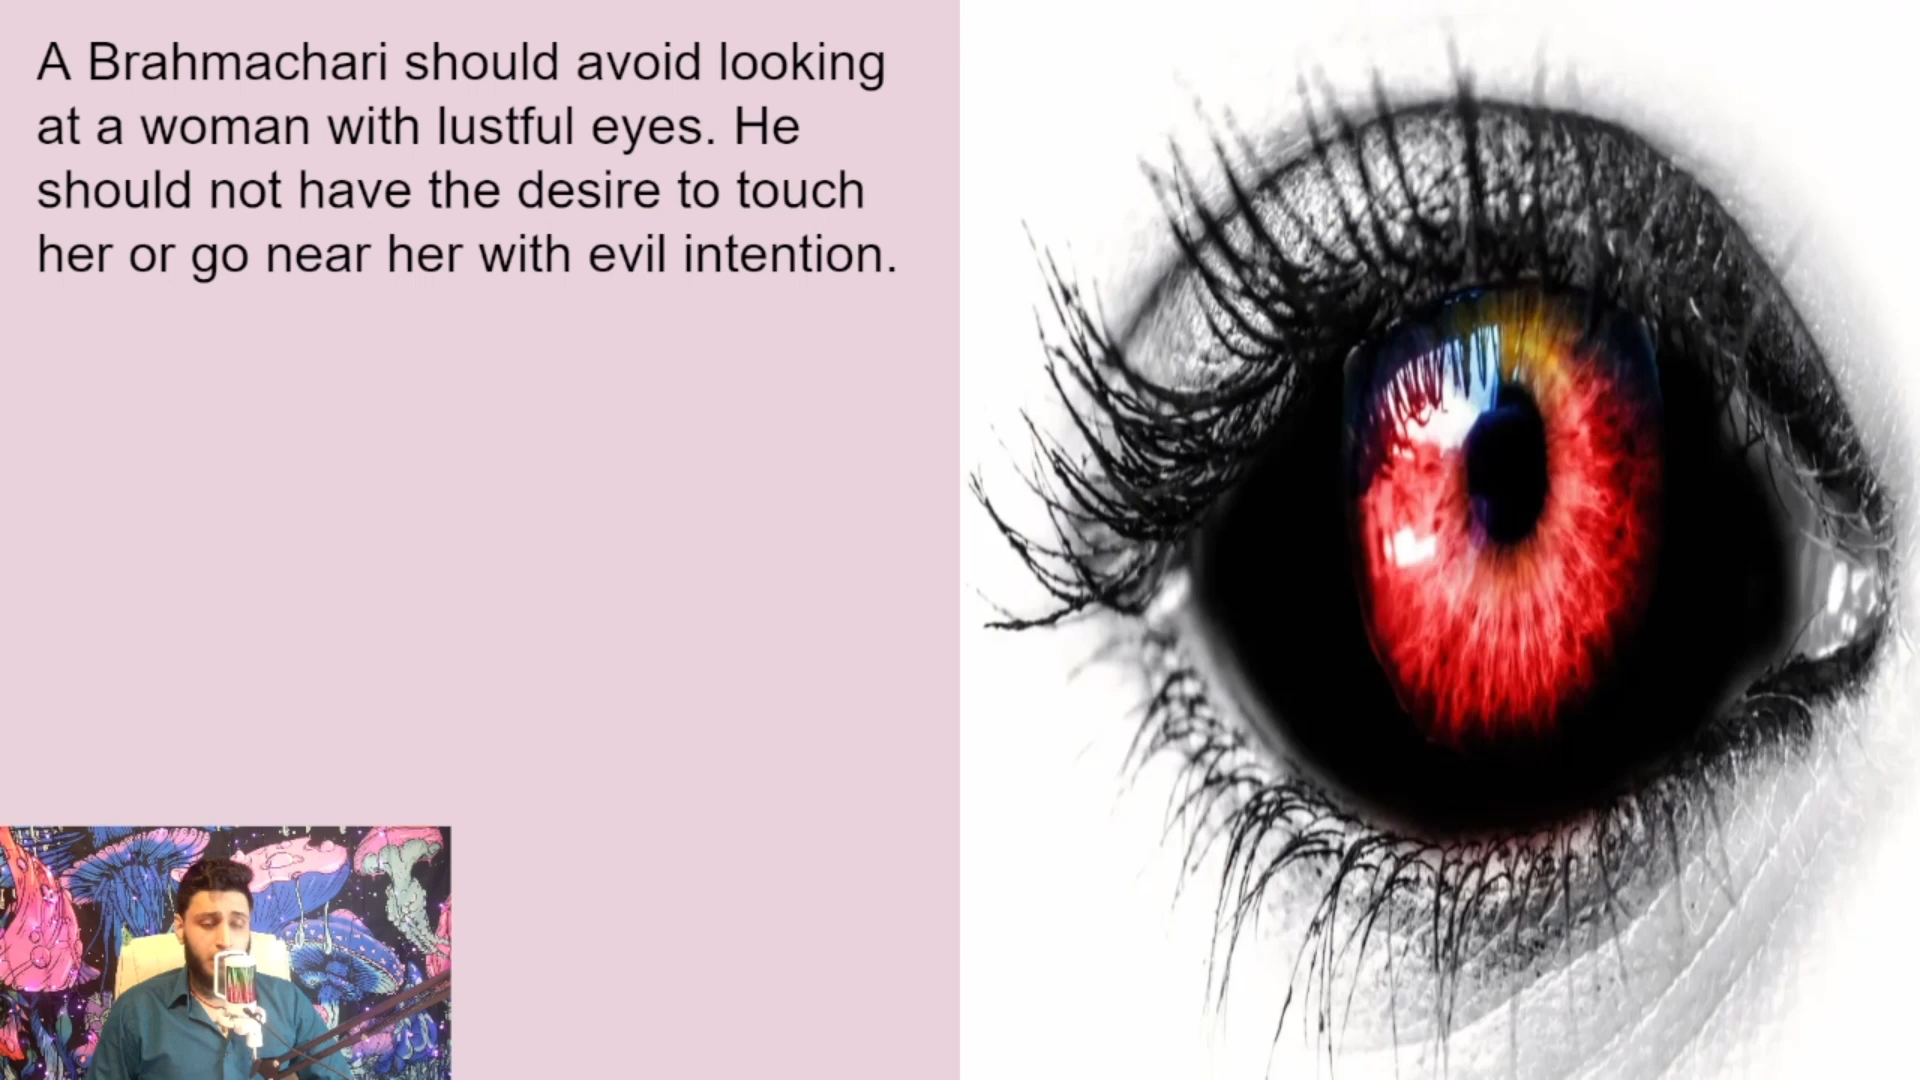 A Brahmachari should avoid looking
at a woman with lustful eyes. He
should not have the desire to touch
her or go near her with evil intention.